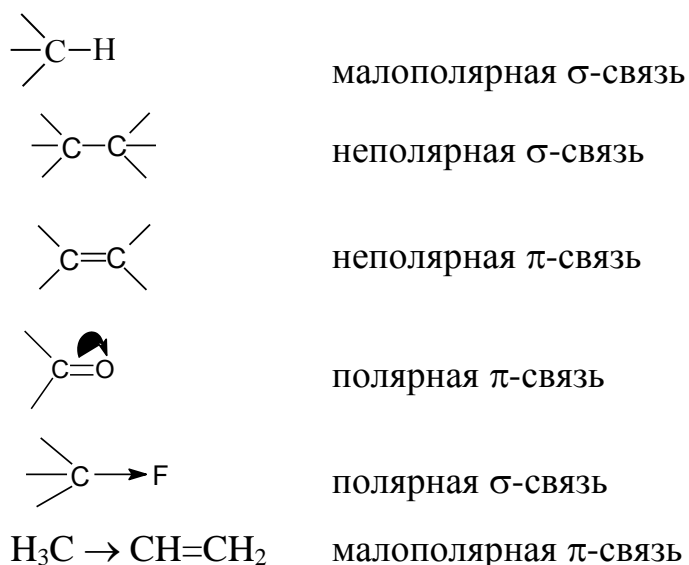 C–H малополярная σ-связь
C–C неполярная σ-связь
C=C неполярная π-связь
C=O полярная π-связь
C→F полярная σ-связь
H₃C → CH=CH₂ малополярная π-связь